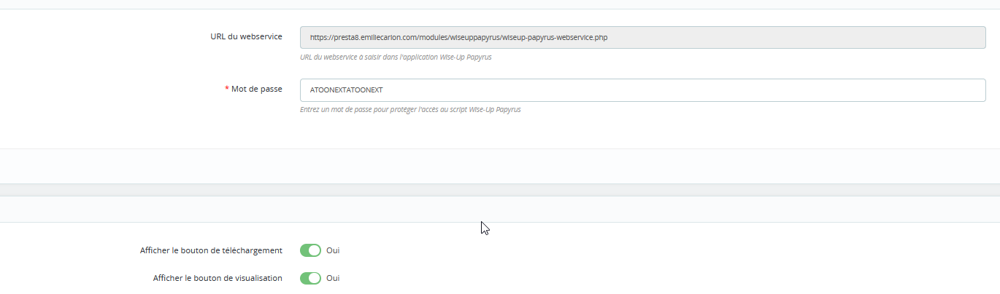 URL du webservice
https://presta8.emiliecarlon.com/modules/wiseuppapyrus/wiseup-papyrus-webservice.php
URL du webservice à saisir dans l'application Wise-Up Papyrus
* Mot de passe
ATOONEXTATOONEXT
Entrez un mot de passe pour protéger l'accès au script Wise-Up Papyrus
Afficher le bouton de téléchargement
Oui
Afficher le bouton de visualisation
Oui